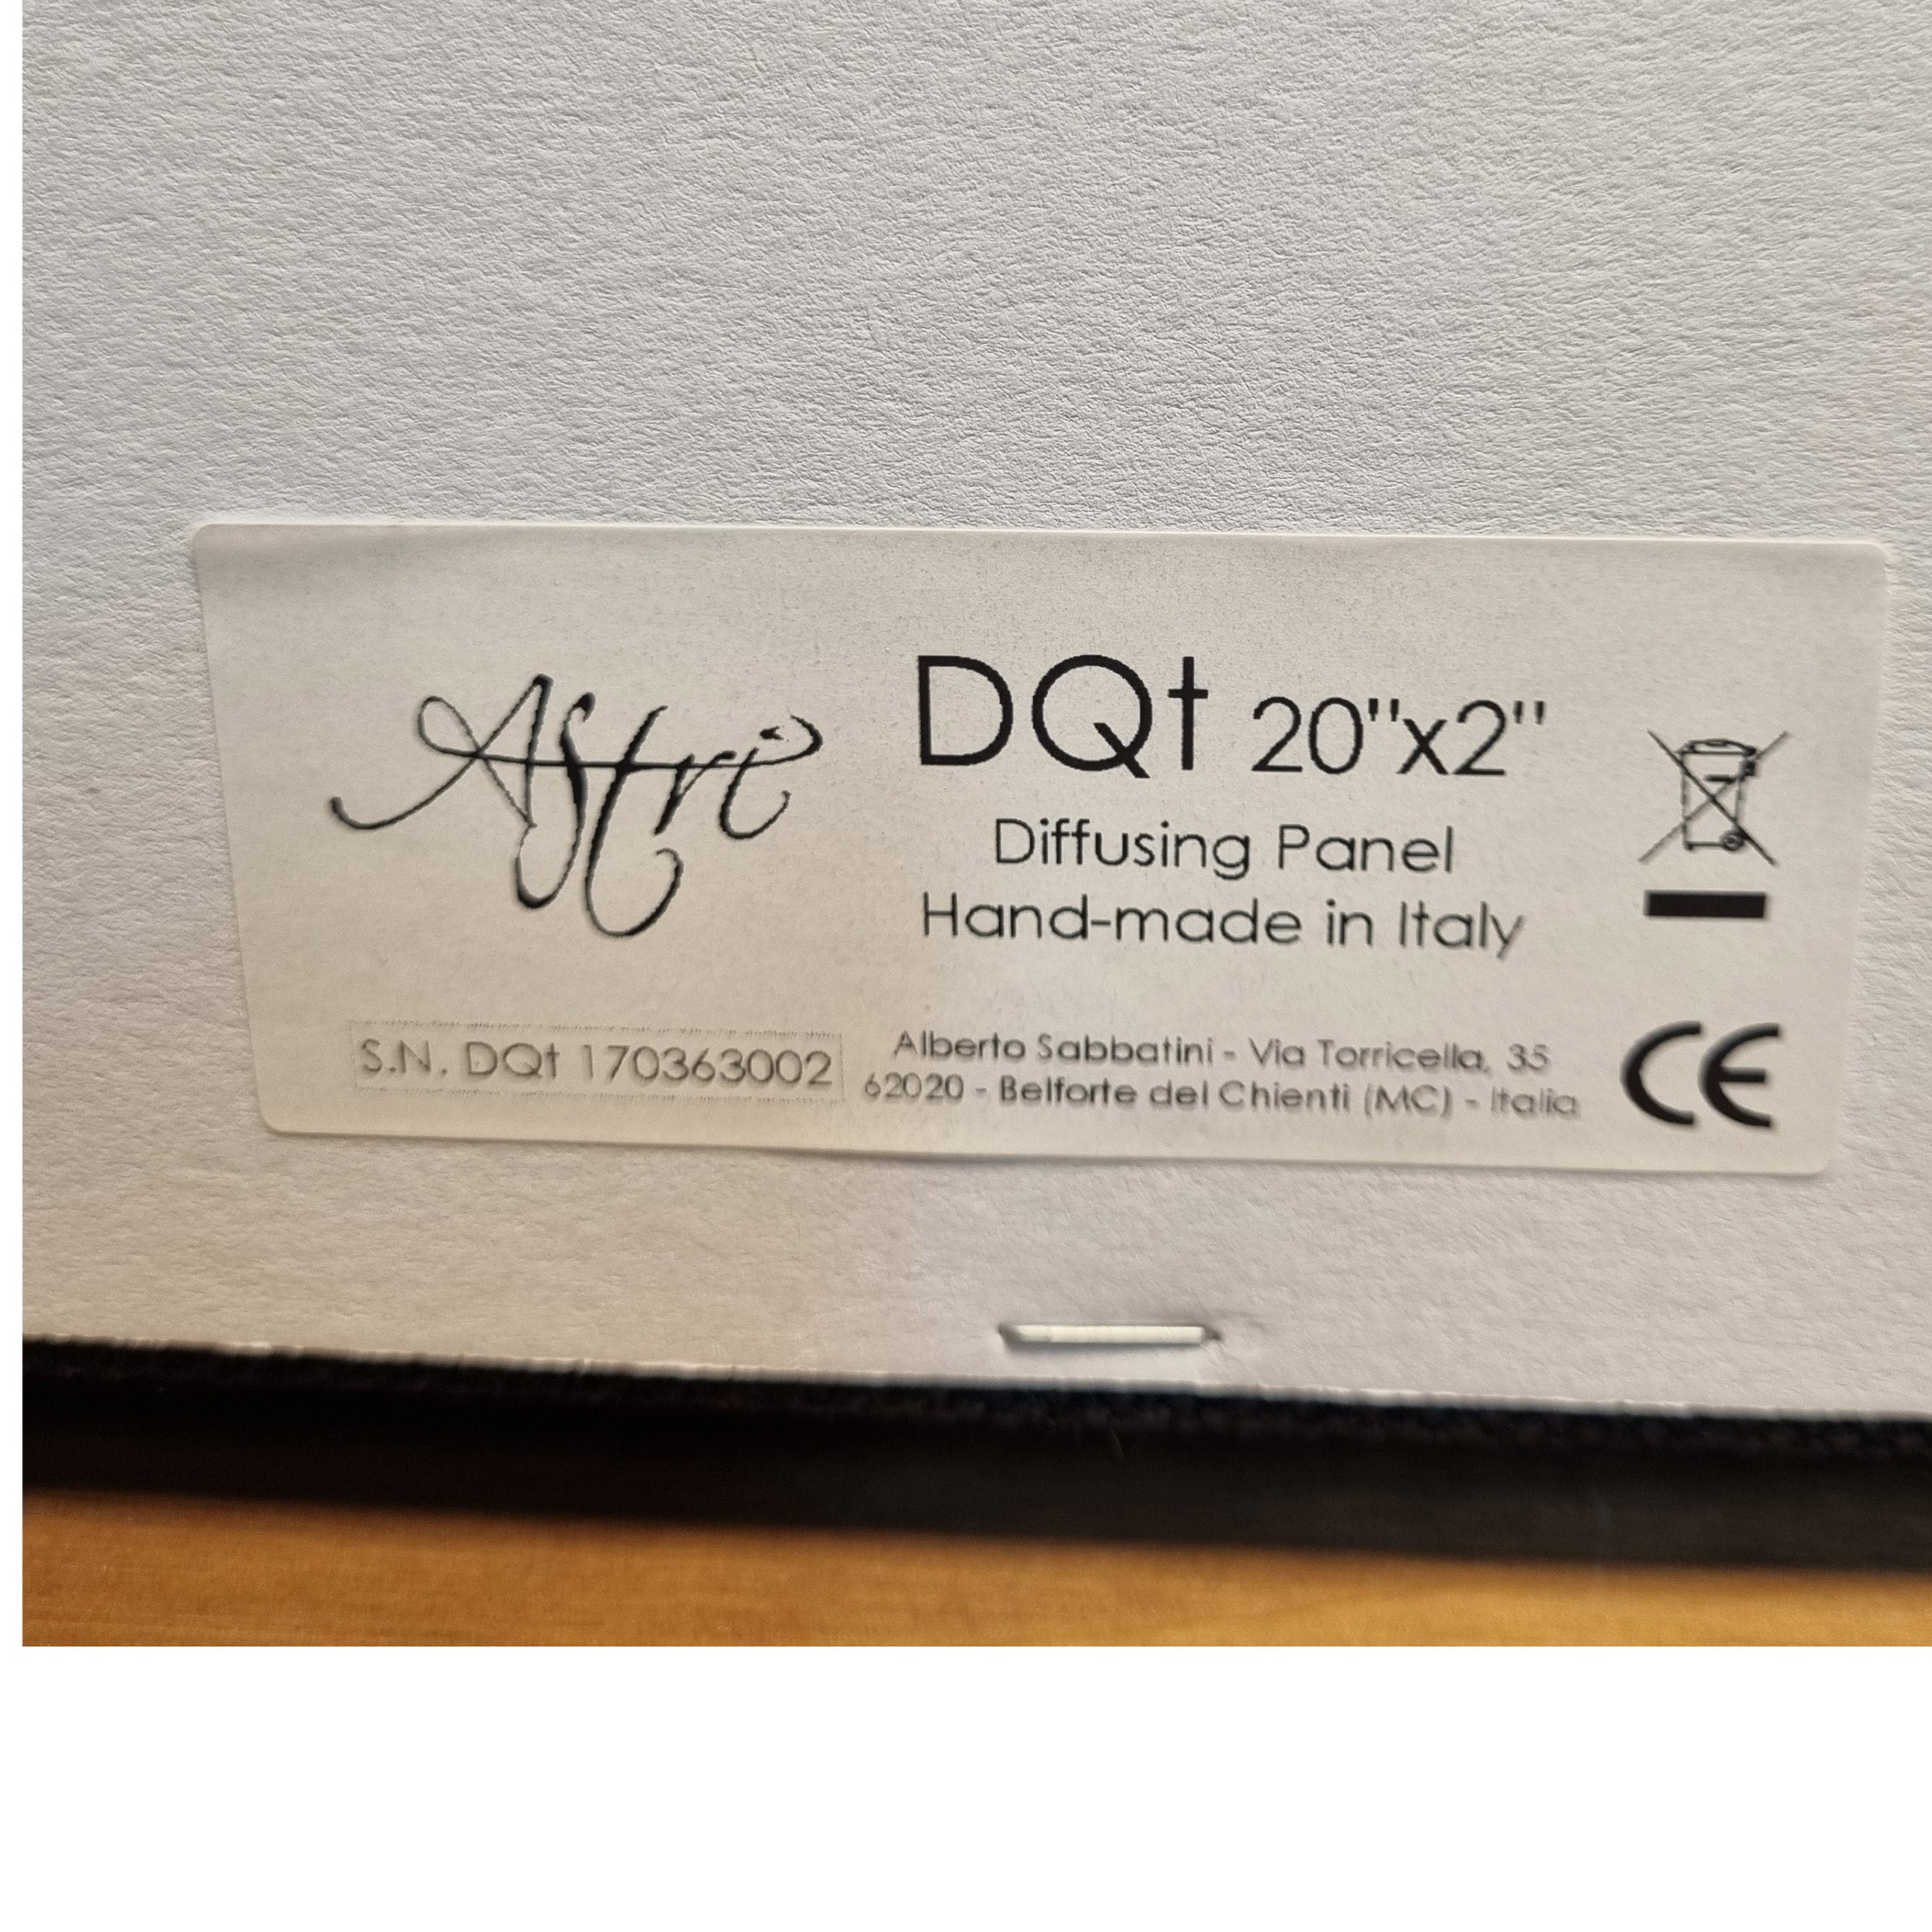 Astri
DQt 20"x2"
Diffusing Panel
Hand-made in Italy
S.N. DQt 170363002
Alberto Sabbatini - Via Torricella, 35
62020 - Belforte del Chienti (MC) - Italia
CE